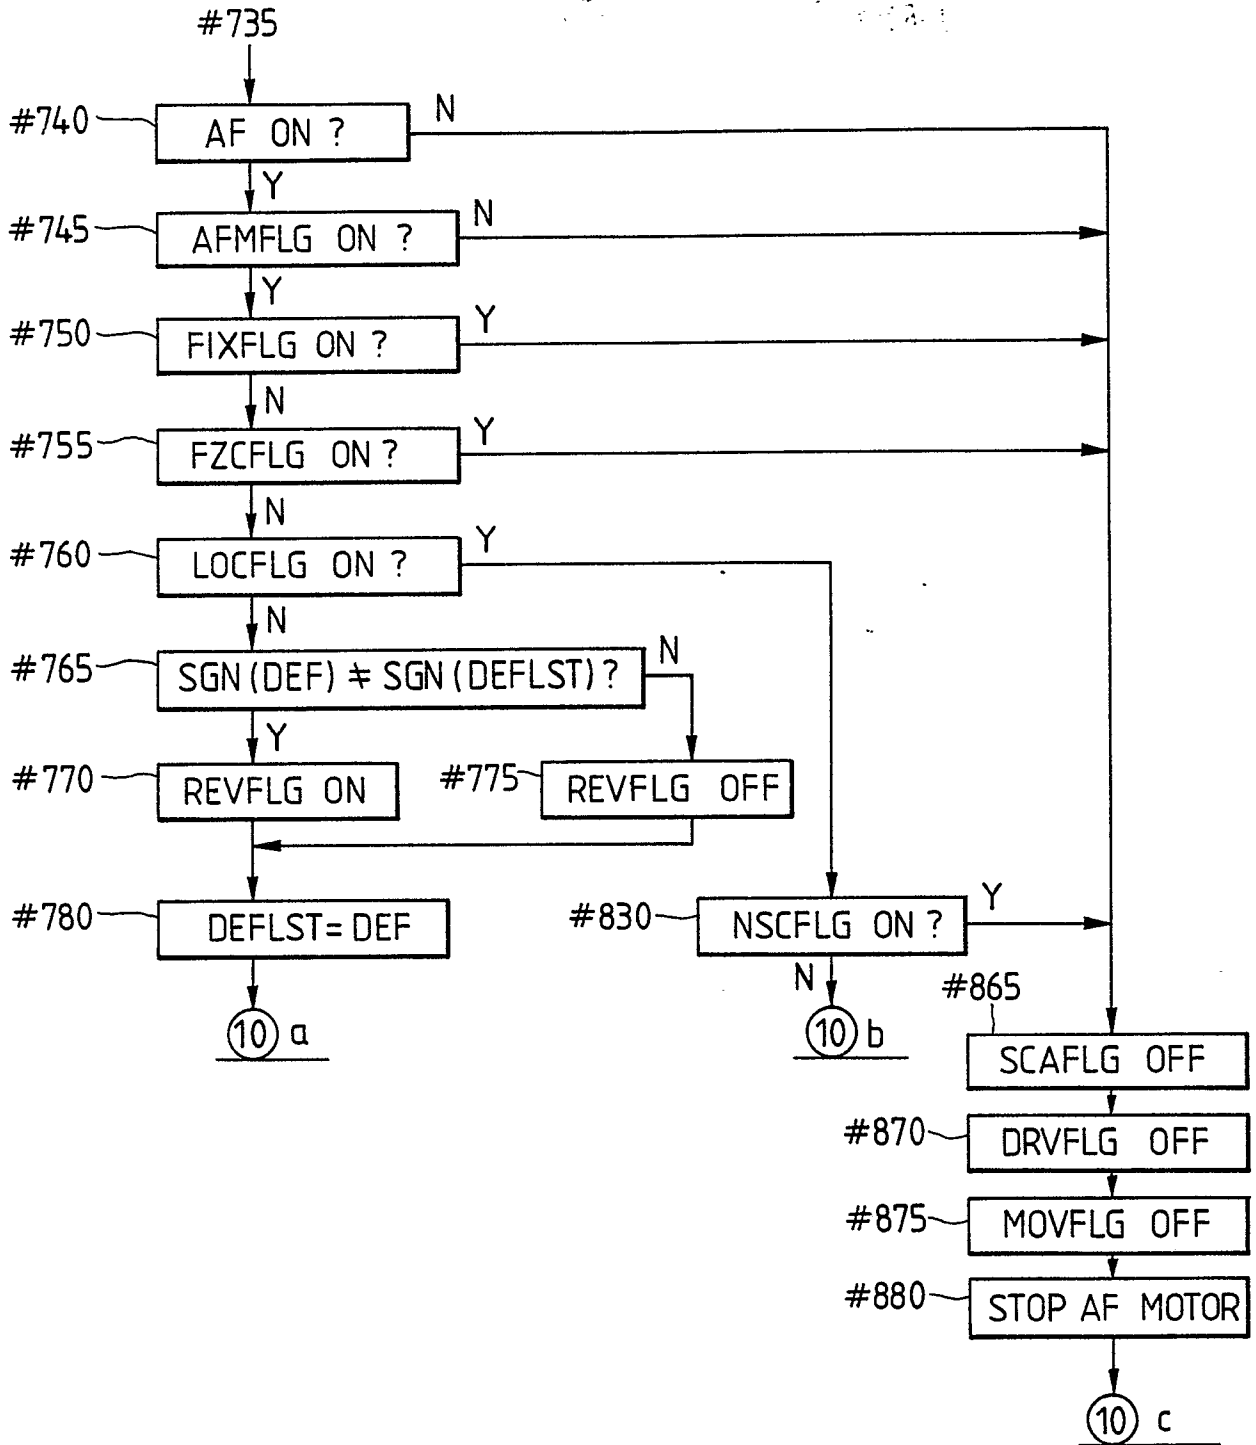 #735
#740
AF ON ?
N
Y
#745
AFMFLG ON ?
N
Y
#750
FIXFLG ON ?
Y
N
#755
FZCFLG ON ?
Y
N
#760
LOCFLG ON ?
Y
N
#765
SGN (DEF) ≠ SGN (DEFLST) ?
N
Y
#770
REVFLG ON
#775
REVFLG OFF
#780
DEFLST = DEF
#830
NSCFLG ON ?
Y
N
10 a
10 b
#865
SCAFLG OFF
#870
DRVFLG OFF
#875
MOVFLG OFF
#880
STOP AF MOTOR
10 c